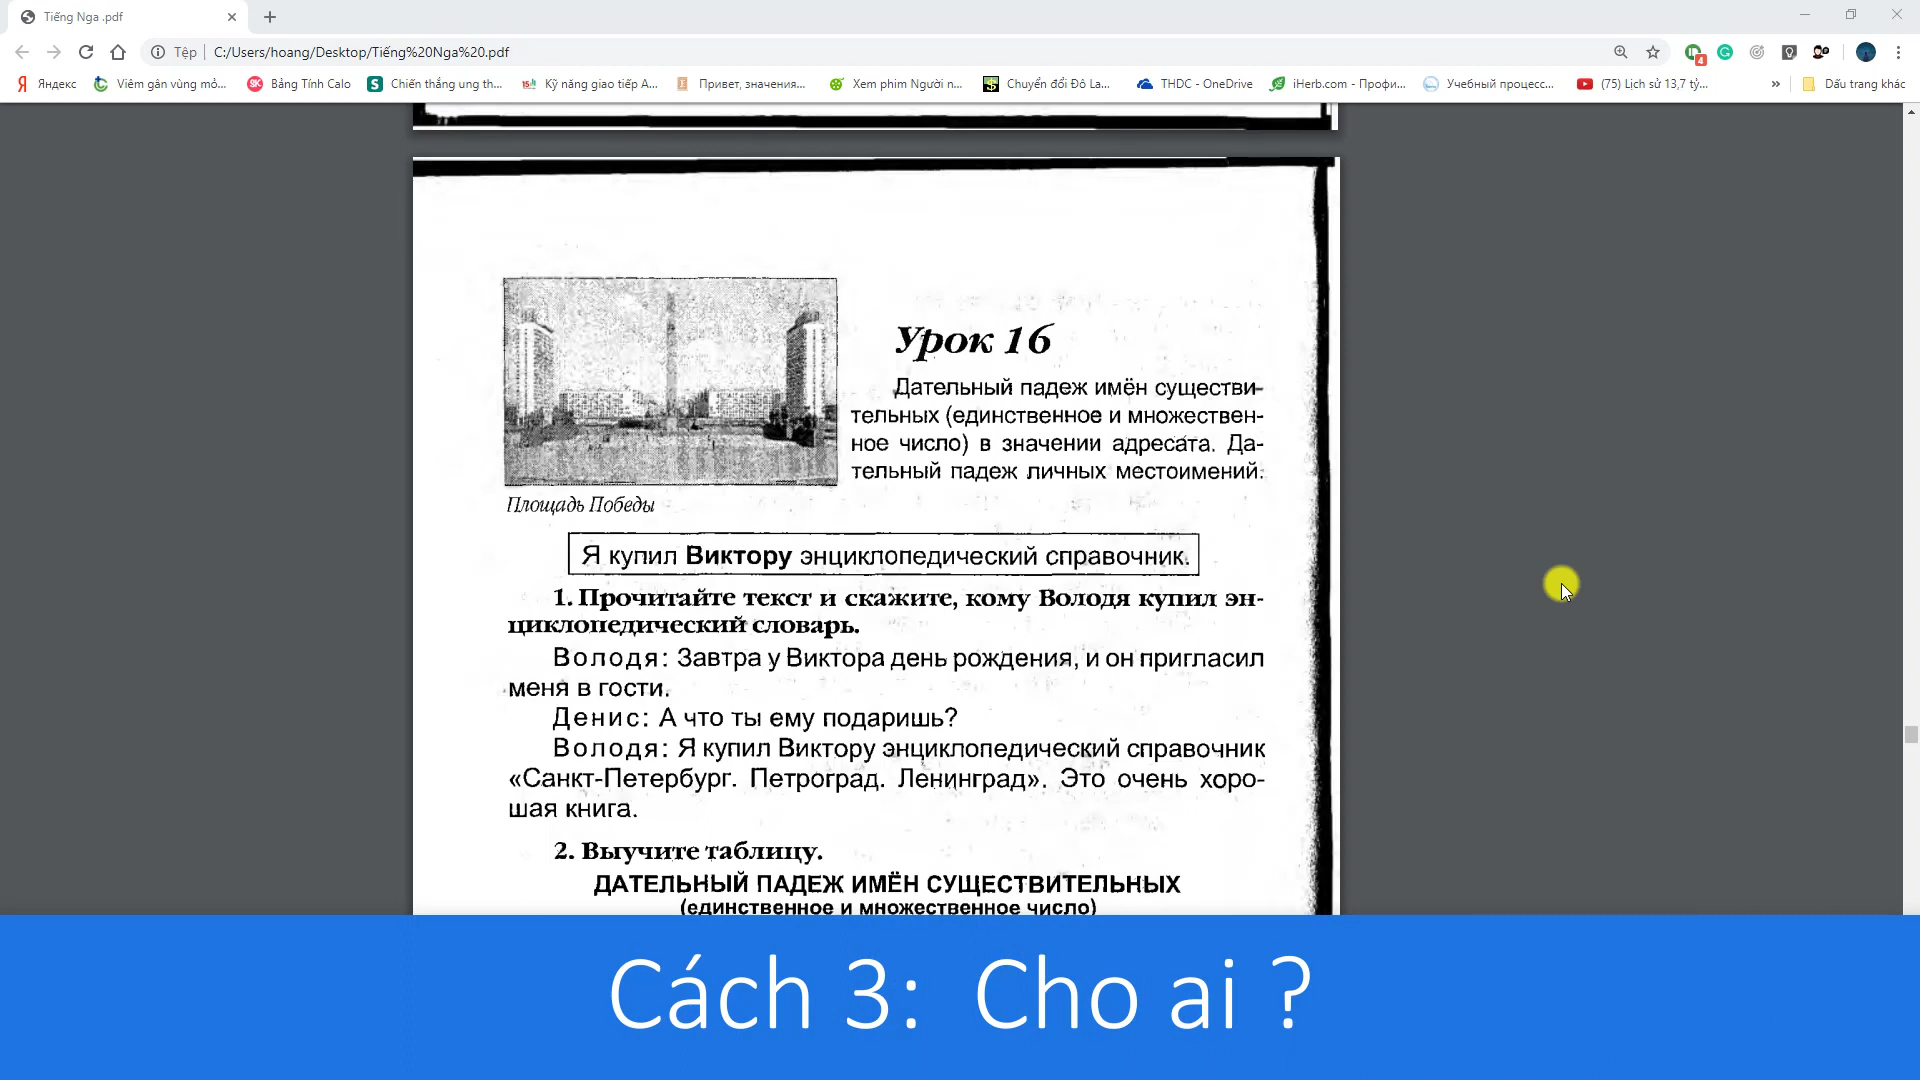 Tiếng Nga .pdf
Tệp C:/Users/hoang/Desktop/Tiếng%20Nga%20.pdf
4
Яндекс Viêm gân vùng mỏ... Bảng Tính Calo Chiến thắng ung th... Kỹ năng giao tiếp A... Привет, значения... Xem phim Người n... Chuyển đổi Đô La... THDC - OneDrive iHerb.com - Профи... Учебный процесс... (75) Lịch sử 13,7 tỷ... » Dấu trang khác
Урок 16
Дательный падеж имён существи-
тельных (единственное и множествен-
ное число) в значении адресата. Да-
тельный падеж личных местоимений.
Площадь Победы
Я купил Виктору энциклопедический справочник.
1. Прочитайте текст и скажите, кому Володя купил эн-
циклопедический словарь.
Володя: Завтра у Виктора день рождения, и он пригласил
меня в гости.
Денис: А что ты ему подаришь?
Володя: Я купил Виктору энциклопедический справочник
«Санкт-Петербург. Петроград. Ленинград». Это очень хоро-
шая книга.
2. Выучите таблицу.
ДАТЕЛЬНЫЙ ПАДЕЖ ИМЁН СУЩЕСТВИТЕЛЬНЫХ
(единственное и множественное число)
Cách 3: Cho ai ?